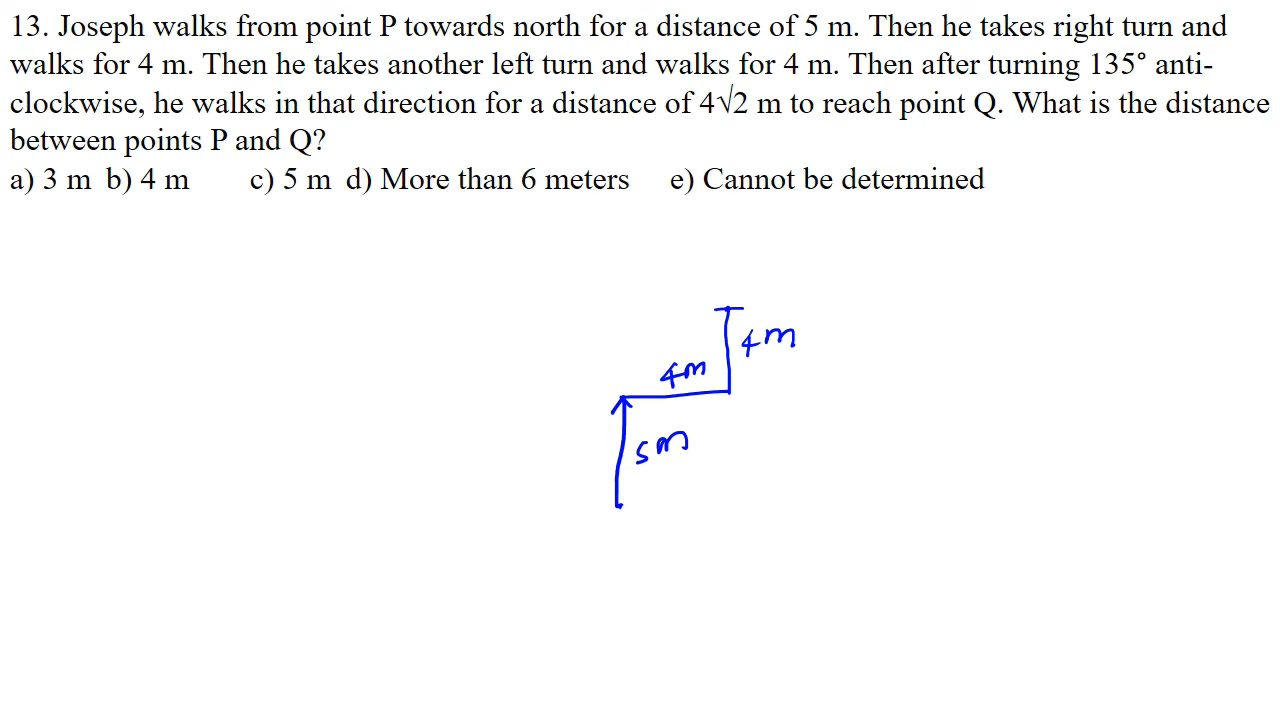 13. Joseph walks from point P towards north for a distance of 5 m. Then he takes right turn and
walks for 4 m. Then he takes another left turn and walks for 4 m. Then after turning 135° anti-
clockwise, he walks in that direction for a distance of 4√2 m to reach point Q. What is the distance
between points P and Q?
a) 3 m b) 4 m c) 5 m d) More than 6 meters e) Cannot be determined
4m
4m
5m